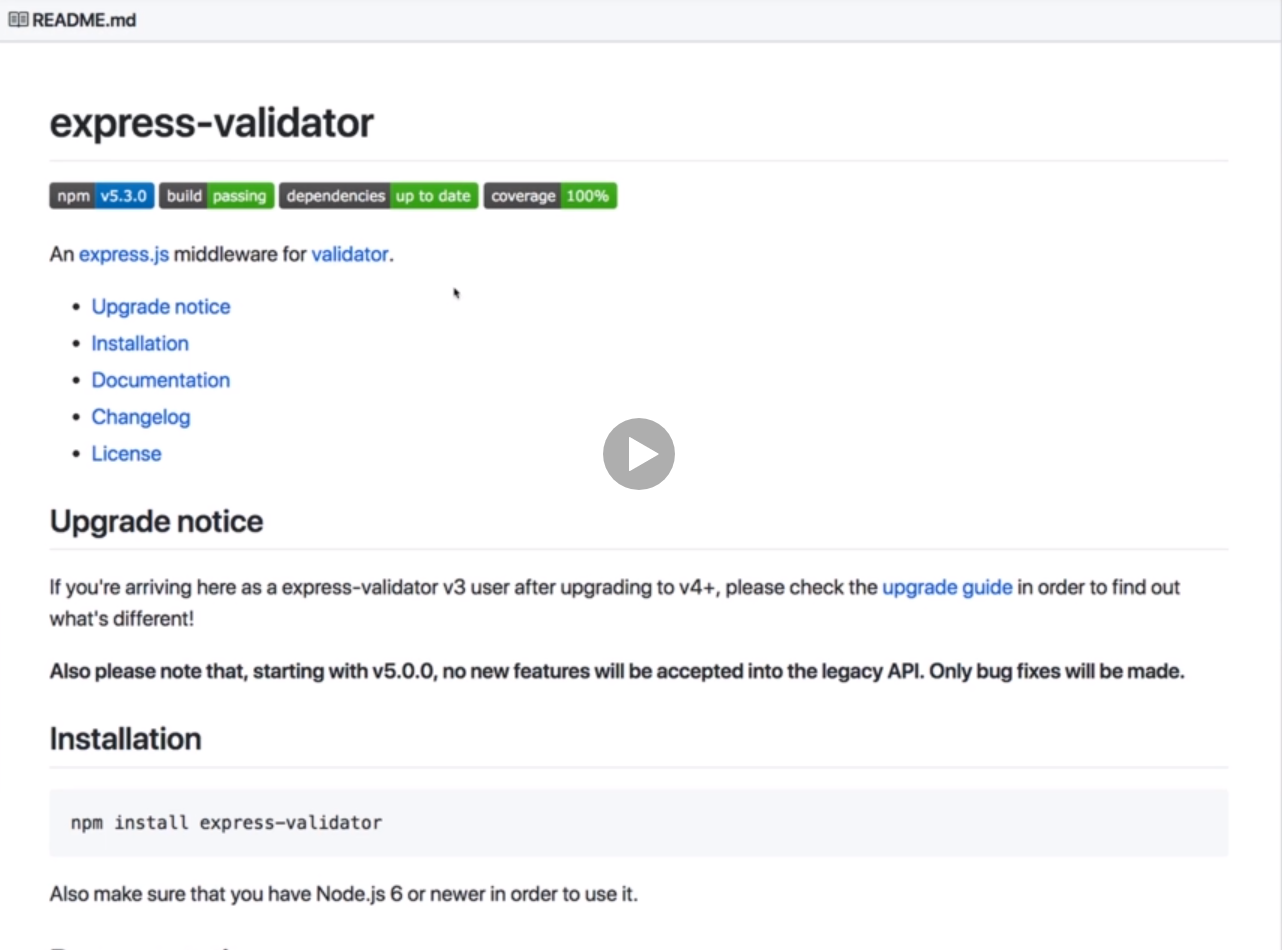 README.md
express-validator
npm v5.3.0 build passing dependencies up to date coverage 100%
An express.js middleware for validator.
• Upgrade notice
• Installation
• Documentation
• Changelog
• License
Upgrade notice
If you're arriving here as a express-validator v3 user after upgrading to v4+, please check the upgrade guide in order to find out
what's different!
Also please note that, starting with v5.0.0, no new features will be accepted into the legacy API. Only bug fixes will be made.
Installation
npm install express-validator
Also make sure that you have Node.js 6 or newer in order to use it.